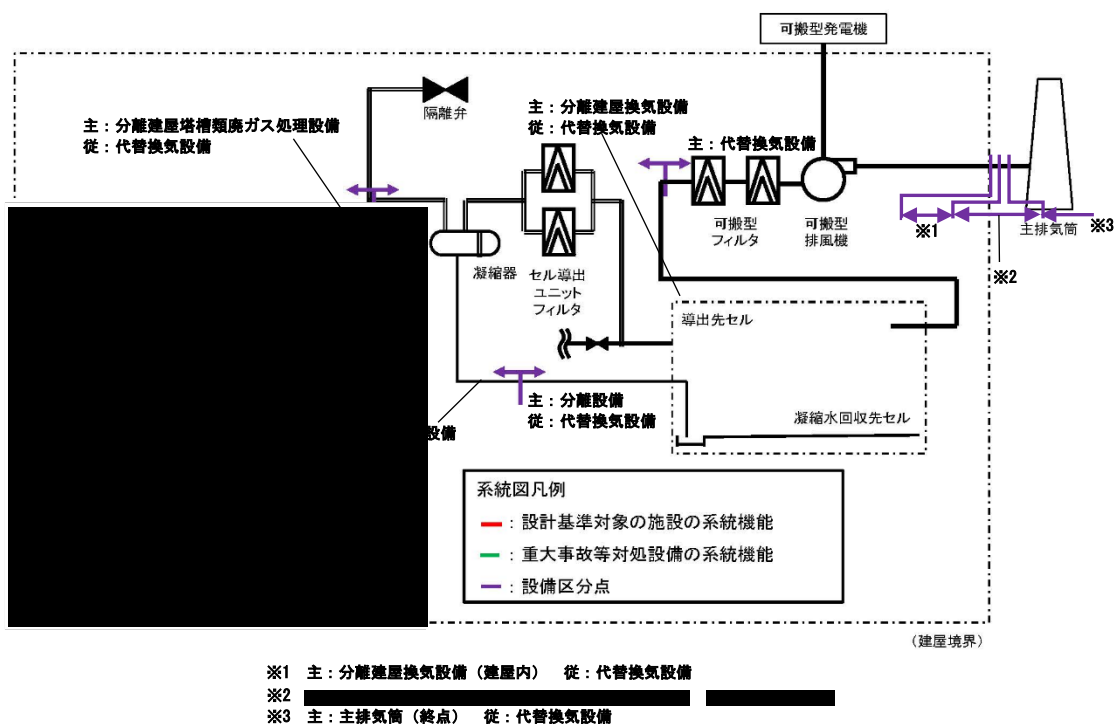 可搬型発電機
隔離弁
主：分離建屋塔槽類廃ガス処理設備
従：代替換気設備
主：分離建屋換気設備
従：代替換気設備
主：代替換気設備
凝縮器
セル導出
ユニット
フィルタ
可搬型
フィルタ
可搬型
排風機
主排気筒
※1
※2
※3
導出先セル
凝縮水回収先セル
主：分離設備
従：代替換気設備
設備
系統図凡例
：設計基準対象の施設の系統機能
：重大事故等対処設備の系統機能
：設備区分点
（建屋境界）
※1 主：分離建屋換気設備（建屋内） 従：代替換気設備
※2
※3 主：主排気筒（終点） 従：代替換気設備